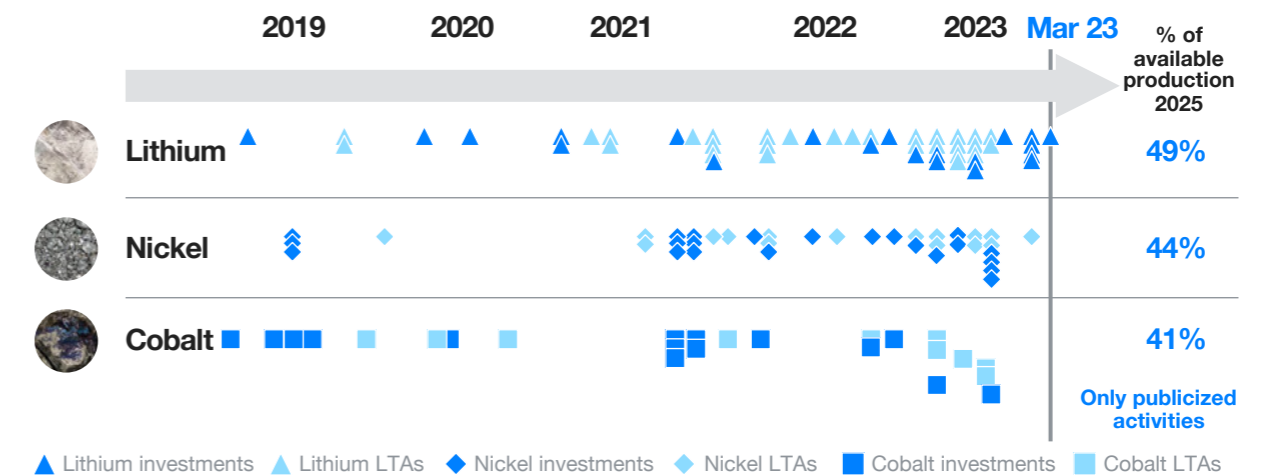 2019 2020 2021 2022 2023 Mar 23
% of
available
production
2025
Lithium 49%
Nickel 44%
Cobalt 41%
Only publicized
activities
Lithium investments Lithium LTAs Nickel investments Nickel LTAs Cobalt investments Cobalt LTAs